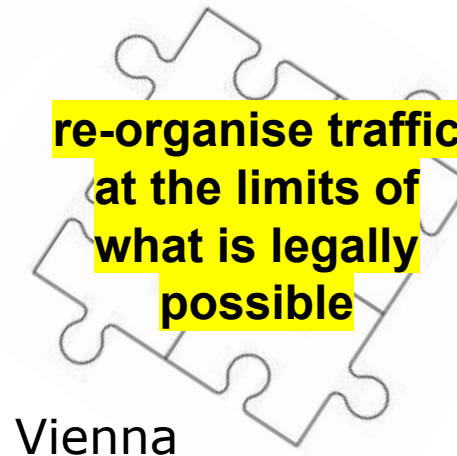 re-organise traffic
at the limits of
what is legally
possible
Vienna